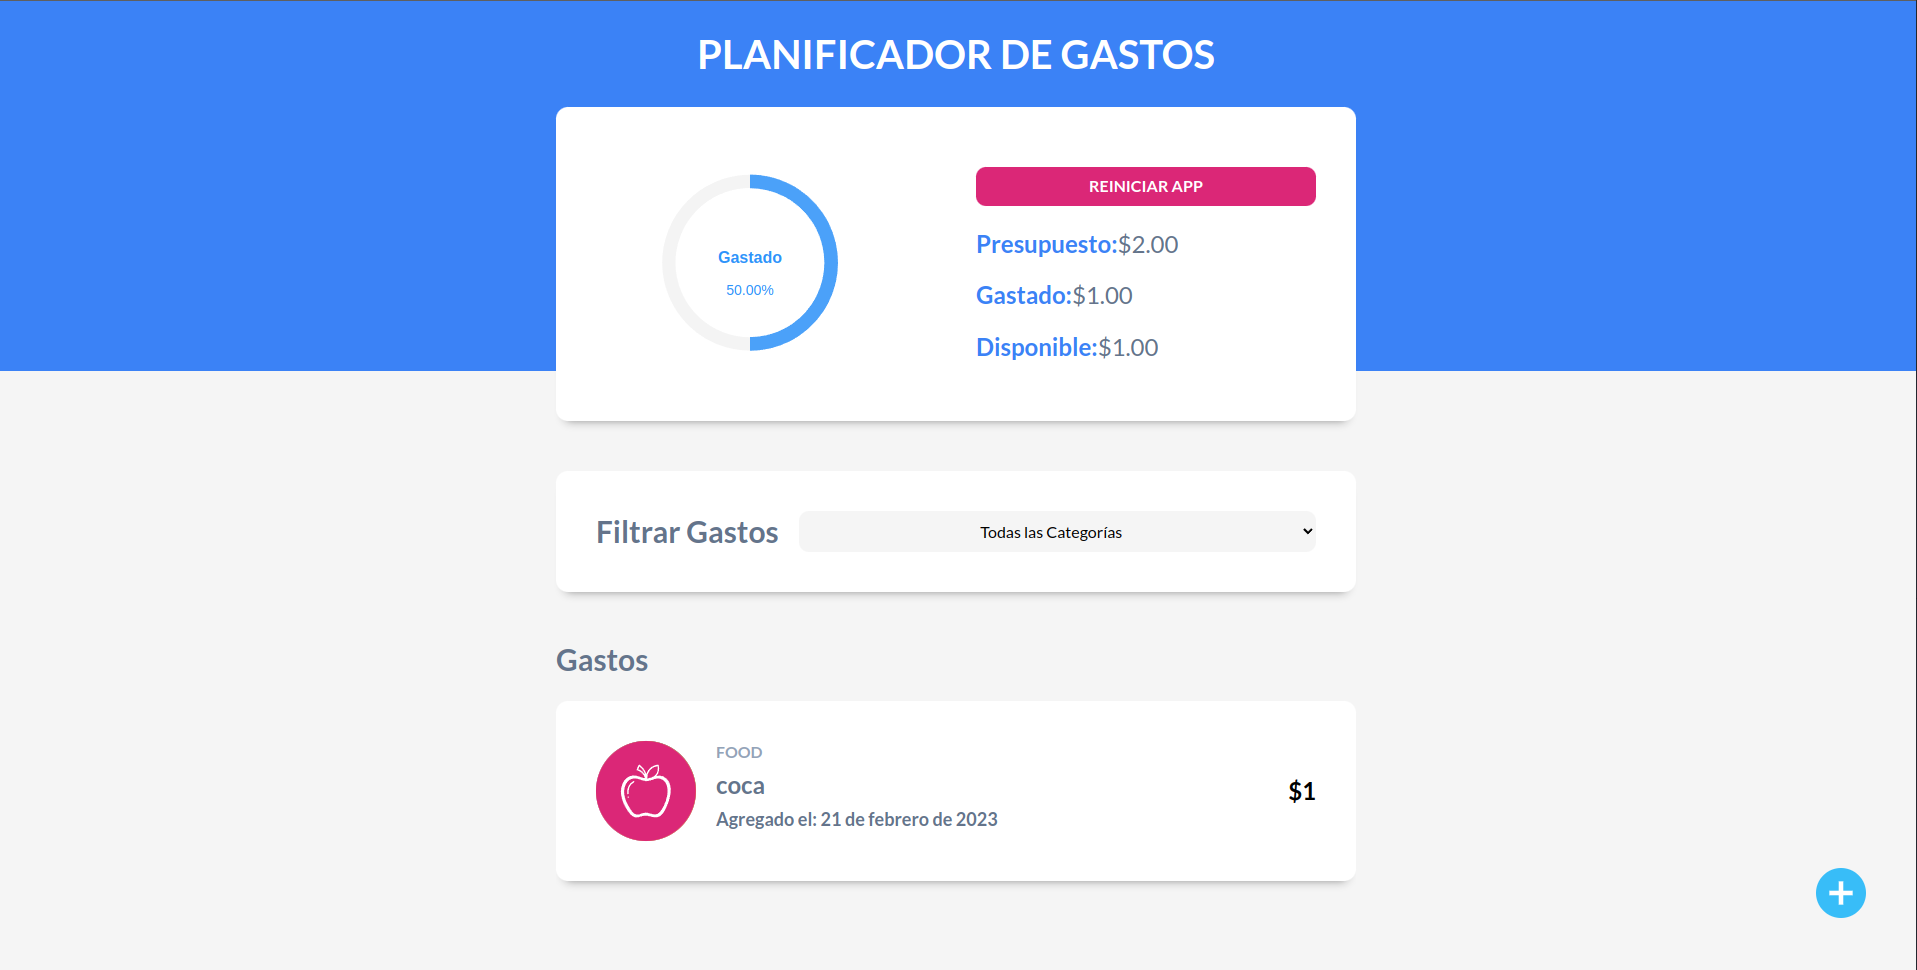 PLANIFICADOR DE GASTOS
Gastado
50.00%
REINICIAR APP
Presupuesto:$2.00
Gastado:$1.00
Disponible:$1.00
Filtrar Gastos
Todas las Categorías
Gastos
FOOD
coca
Agregado el: 21 de febrero de 2023
$1